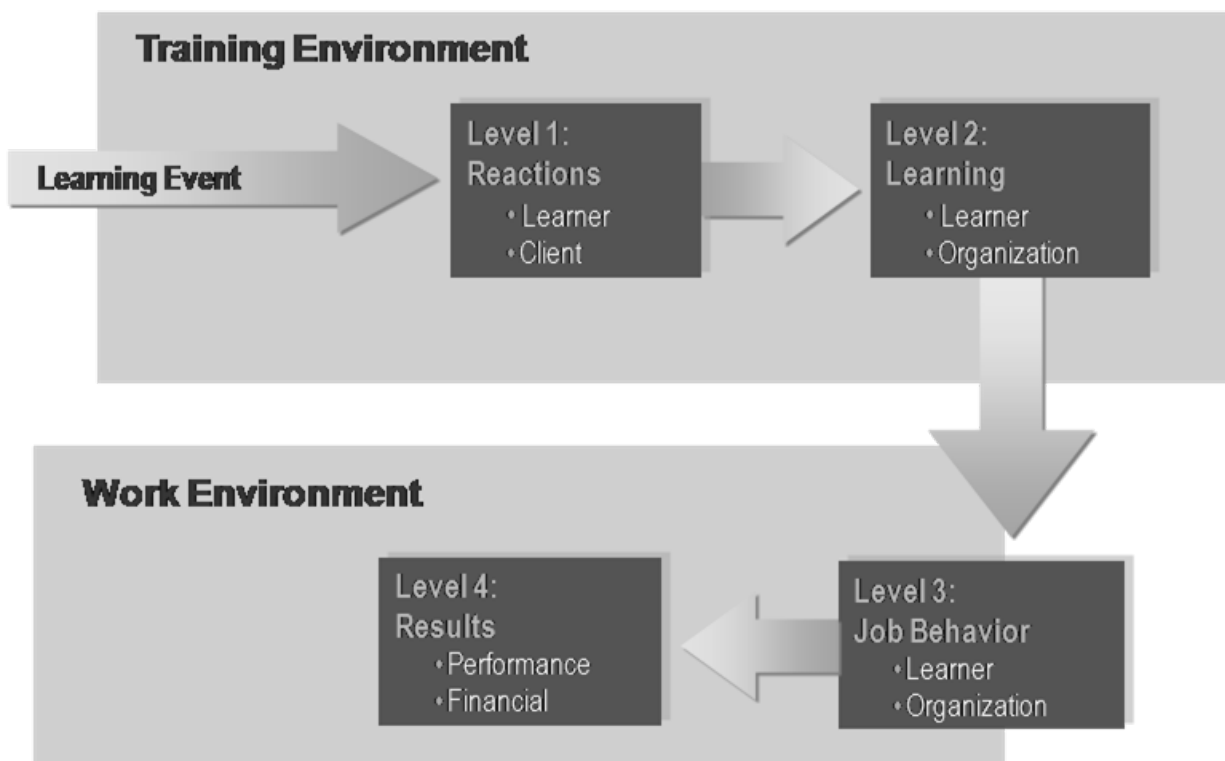 Training Environment
Learning Event
Level 1:
Reactions
• Learner
• Client
Level 2:
Learning
• Learner
• Organization
Work Environment
Level 4:
Results
• Performance
• Financial
Level 3:
Job Behavior
• Learner
• Organization